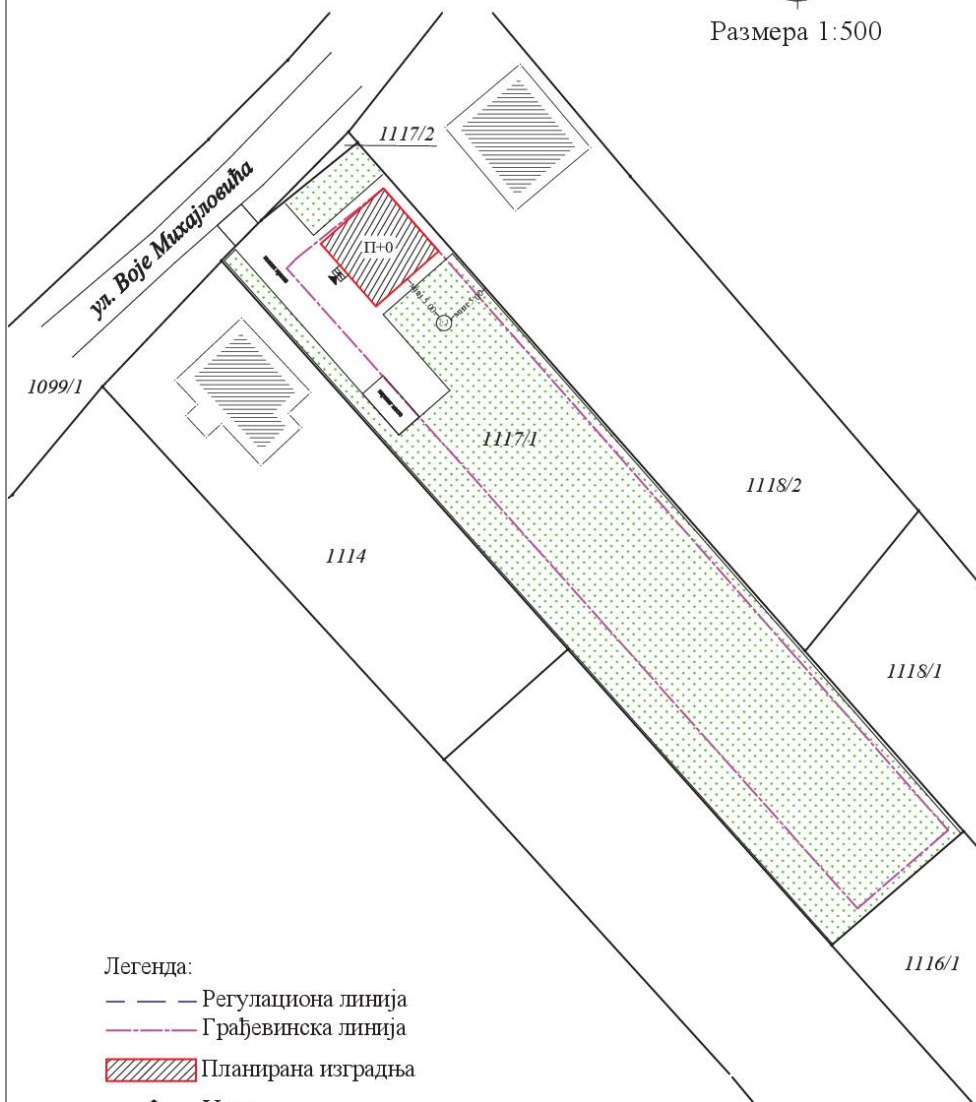 Размера 1:500
1117/2
ул. Воје Михајловића
П+0
1099/1
1117/1
1118/2
1114
1118/1
1116/1
Легенда:
Регулациона линија
Грађевинска линија
Планирана изградња